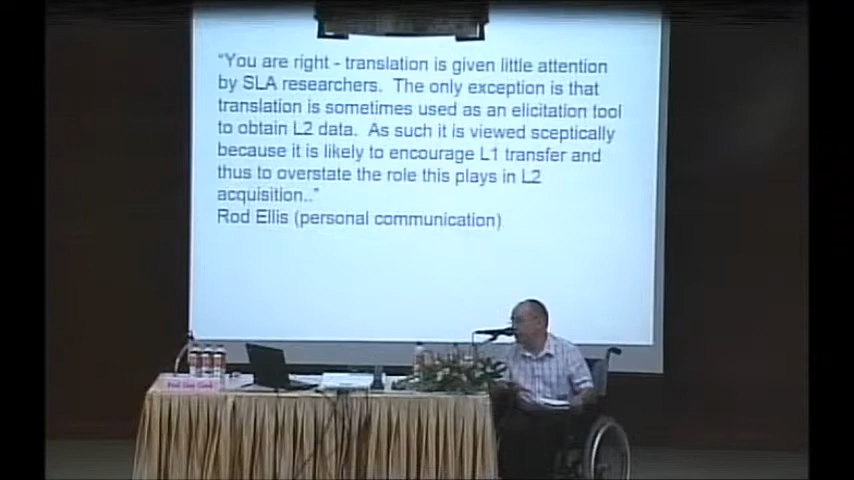 “You are right - translation is given little attention
by SLA researchers. The only exception is that
translation is sometimes used as an elicitation tool
to obtain L2 data. As such it is viewed sceptically
because it is likely to encourage L1 transfer and
thus to overstate the role this plays in L2
acquisition..”
Rod Ellis (personal communication)
Prof. Guy Cook